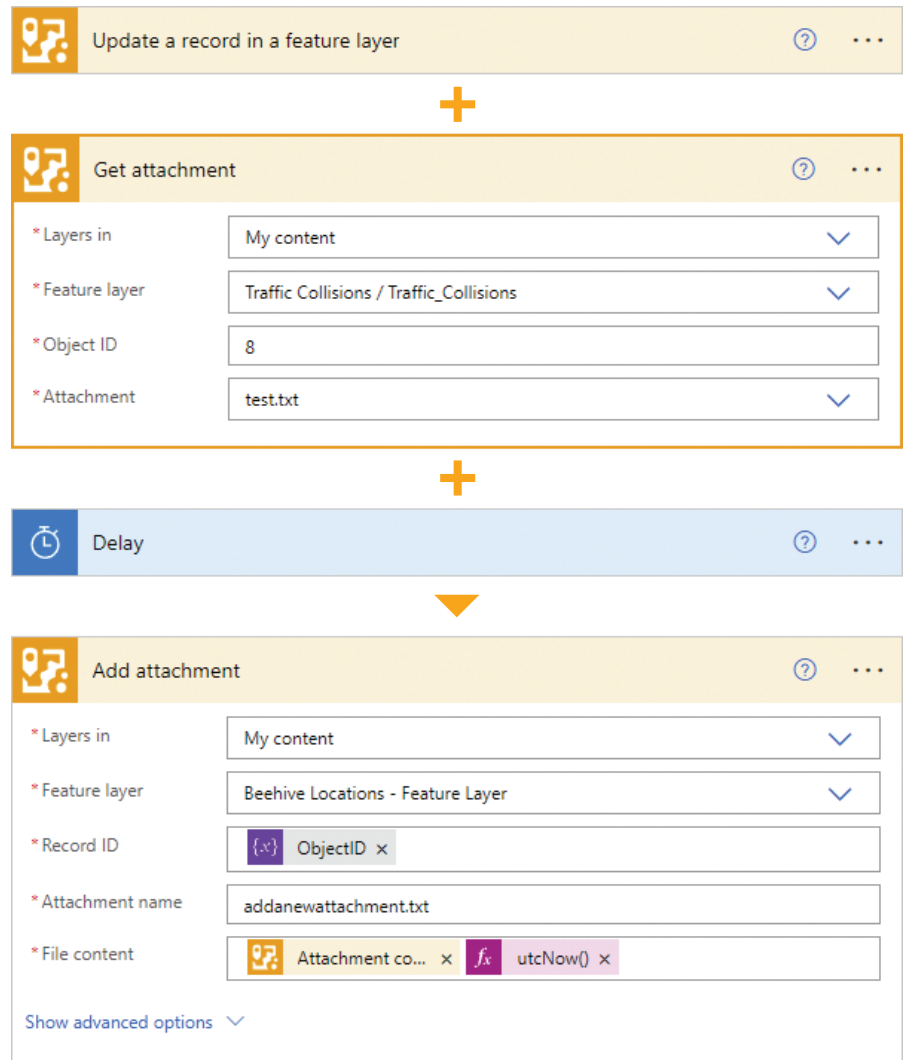 Update a record in a feature layer
Get attachment
* Layers in My content
* Feature layer Traffic Collisions / Traffic_Collisions
* Object ID 8
* Attachment test.txt
Delay
Add attachment
* Layers in My content
* Feature layer Beehive Locations - Feature Layer
* Record ID {x} ObjectID ×
* Attachment name addanewattachment.txt
* File content Attachment co... × fx utcNow() ×
Show advanced options